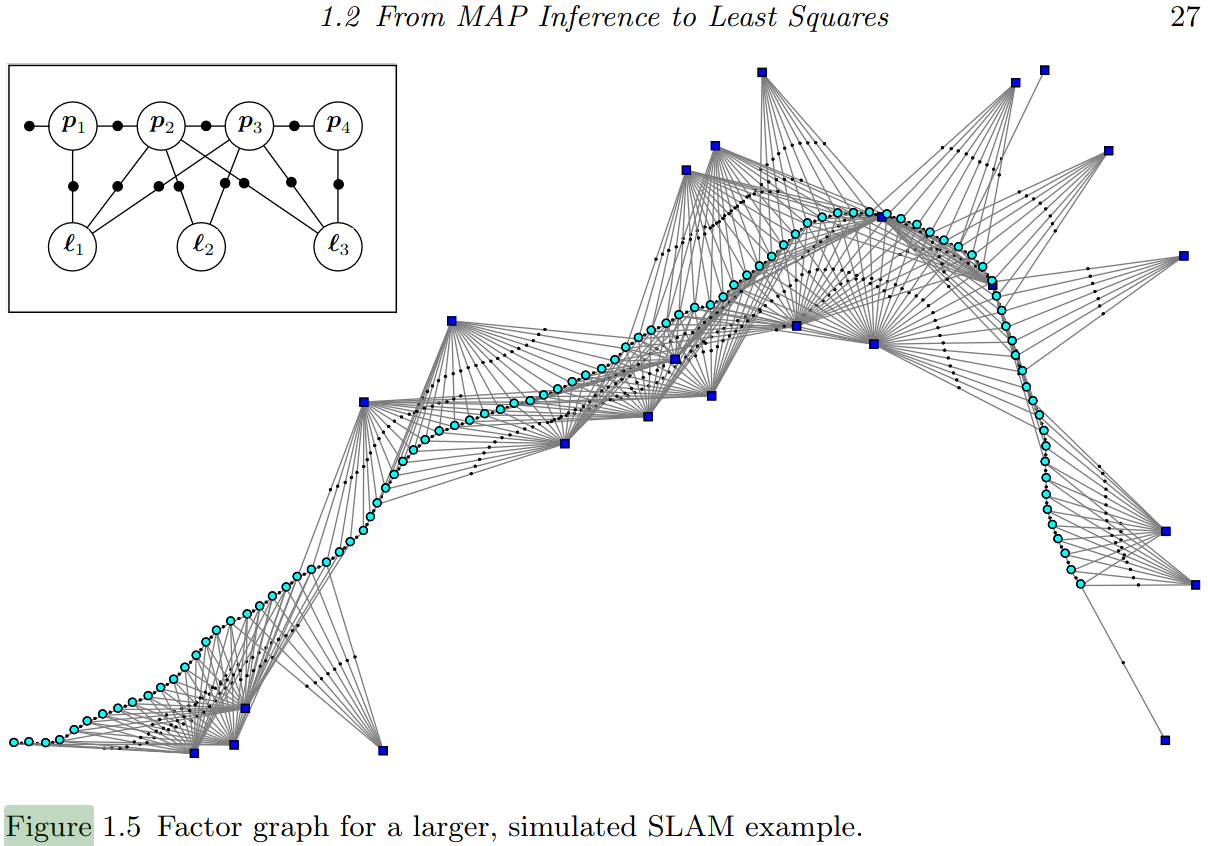 1.2 From MAP Inference to Least Squares 27
p1 p2 p3 p4
ℓ1 ℓ2 ℓ3
Figure 1.5 Factor graph for a larger, simulated SLAM example.